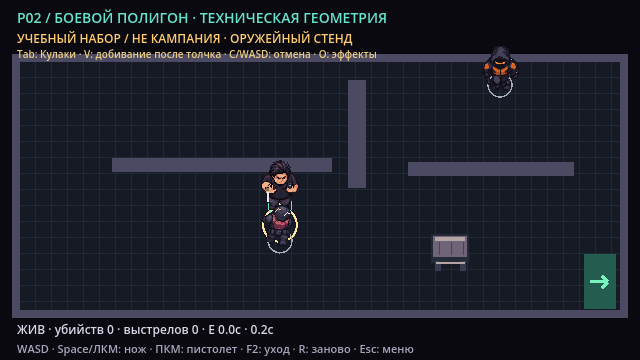 P02 / БОЕВОЙ ПОЛИГОН · ТЕХНИЧЕСКАЯ ГЕОМЕТРИЯ
УЧЕБНЫЙ НАБОР / НЕ КАМПАНИЯ · ОРУЖЕЙНЫЙ СТЕНД
Tab: Кулаки · V: добивание после толчка · C/WASD: отмена · O: эффекты
ЖИВ · убийств 0 · выстрелов 0 · E 0.0с · 0.2с
WASD · Space/ЛКМ: нож · ПКМ: пистолет · F2: уход · R: заново · Esc: меню